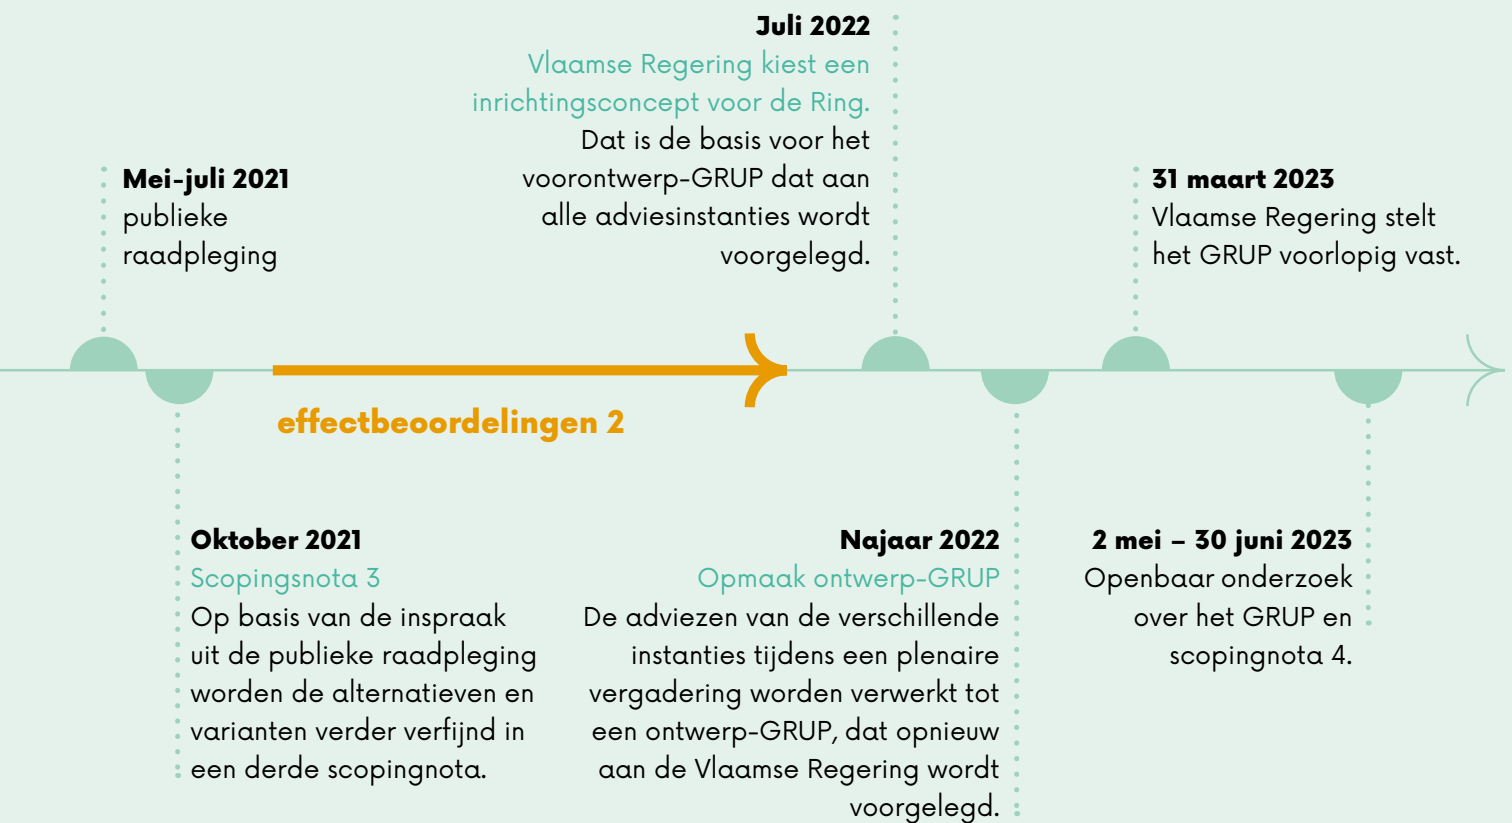 Juli 2022
Vlaamse Regering kiest een
inrichtingsconcept voor de Ring.
Dat is de basis voor het
voorontwerp-GRUP dat aan
alle adviesinstanties wordt
voorgelegd.
Mei-juli 2021
publieke
raadpleging
31 maart 2023
Vlaamse Regering stelt
het GRUP voorlopig vast.
effectbeoordelingen 2
Oktober 2021
Scopingsnota 3
Op basis van de inspraak
uit de publieke raadpleging
worden de alternatieven en
varianten verder verfijnd in
een derde scopingnota.
Najaar 2022
Opmaak ontwerp-GRUP
De adviezen van de verschillende
instanties tijdens een plenaire
vergadering worden verwerkt tot
een ontwerp-GRUP, dat opnieuw
aan de Vlaamse Regering wordt
voorgelegd.
2 mei – 30 juni 2023
Openbaar onderzoek
over het GRUP en
scopingnota 4.